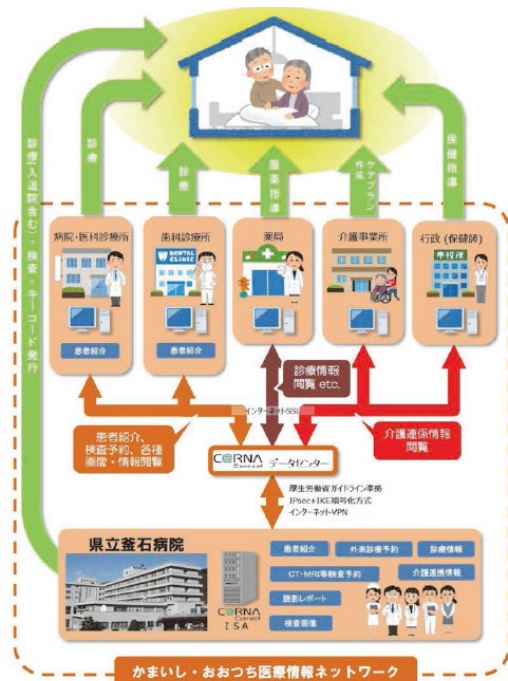 診療(入退院含む)・検査・キーコード発行
診療
診療
服薬指導
ケアプラン
作成
保健指導
病院・医科診療所
歯科診療所
薬局
介護事業所
行政 (保健師)
DENTAL
CLINIC
市役所
患者紹介
患者紹介
診療情報
閲覧 etc.
インターネットSSL
患者紹介、
検査予約、各種
画像・情報閲覧
介護連係情報
閲覧
C@RNA
Connect
データセンター
厚生労働省ガイドライン準拠
IPsec+IKE暗号化方式
インターネット-VPN
県立釜石病院
C@RNA
Connect
ISA
患者紹介
外来診療予約
診療情報
CT・MRI等検査予約
介護連携情報
読影レポート
検査画像
かまいし・おおつち医療情報ネットワーク